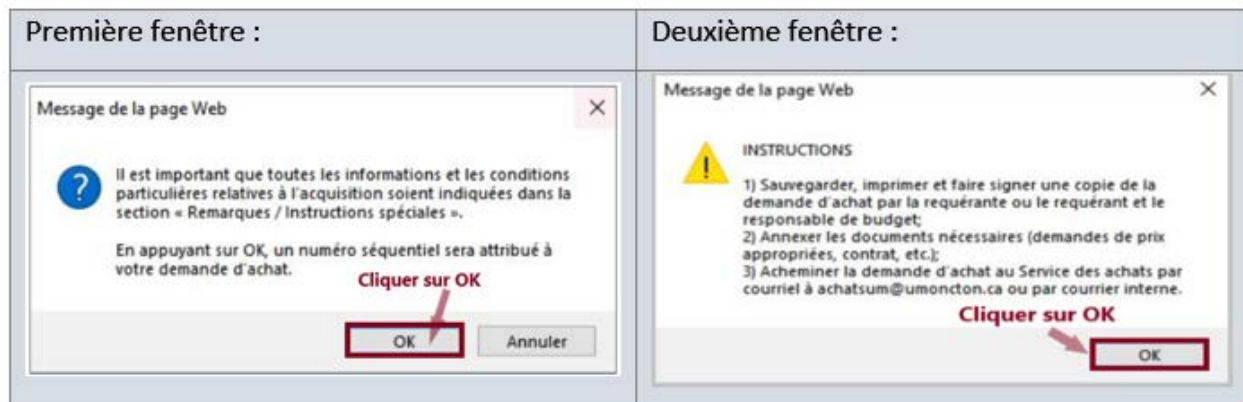 Première fenêtre :
Message de la page Web
Il est important que toutes les informations et les conditions
particulières relatives à l'acquisition soient indiquées dans la
section « Remarques / Instructions spéciales ».
En appuyant sur OK, un numéro séquentiel sera attribué à
votre demande d'achat.
Cliquer sur OK
OK
Annuler
Deuxième fenêtre :
Message de la page Web
INSTRUCTIONS
1) Sauvegarder, imprimer et faire signer une copie de la
demande d'achat par la requérante ou le requérant et le
responsable de budget;
2) Annexer les documents nécessaires (demandes de prix
appropriées, contrat, etc.);
3) Acheminer la demande d'achat au Service des achats par
courriel à achatsum@umoncton.ca ou par courrier interne.
Cliquer sur OK
OK